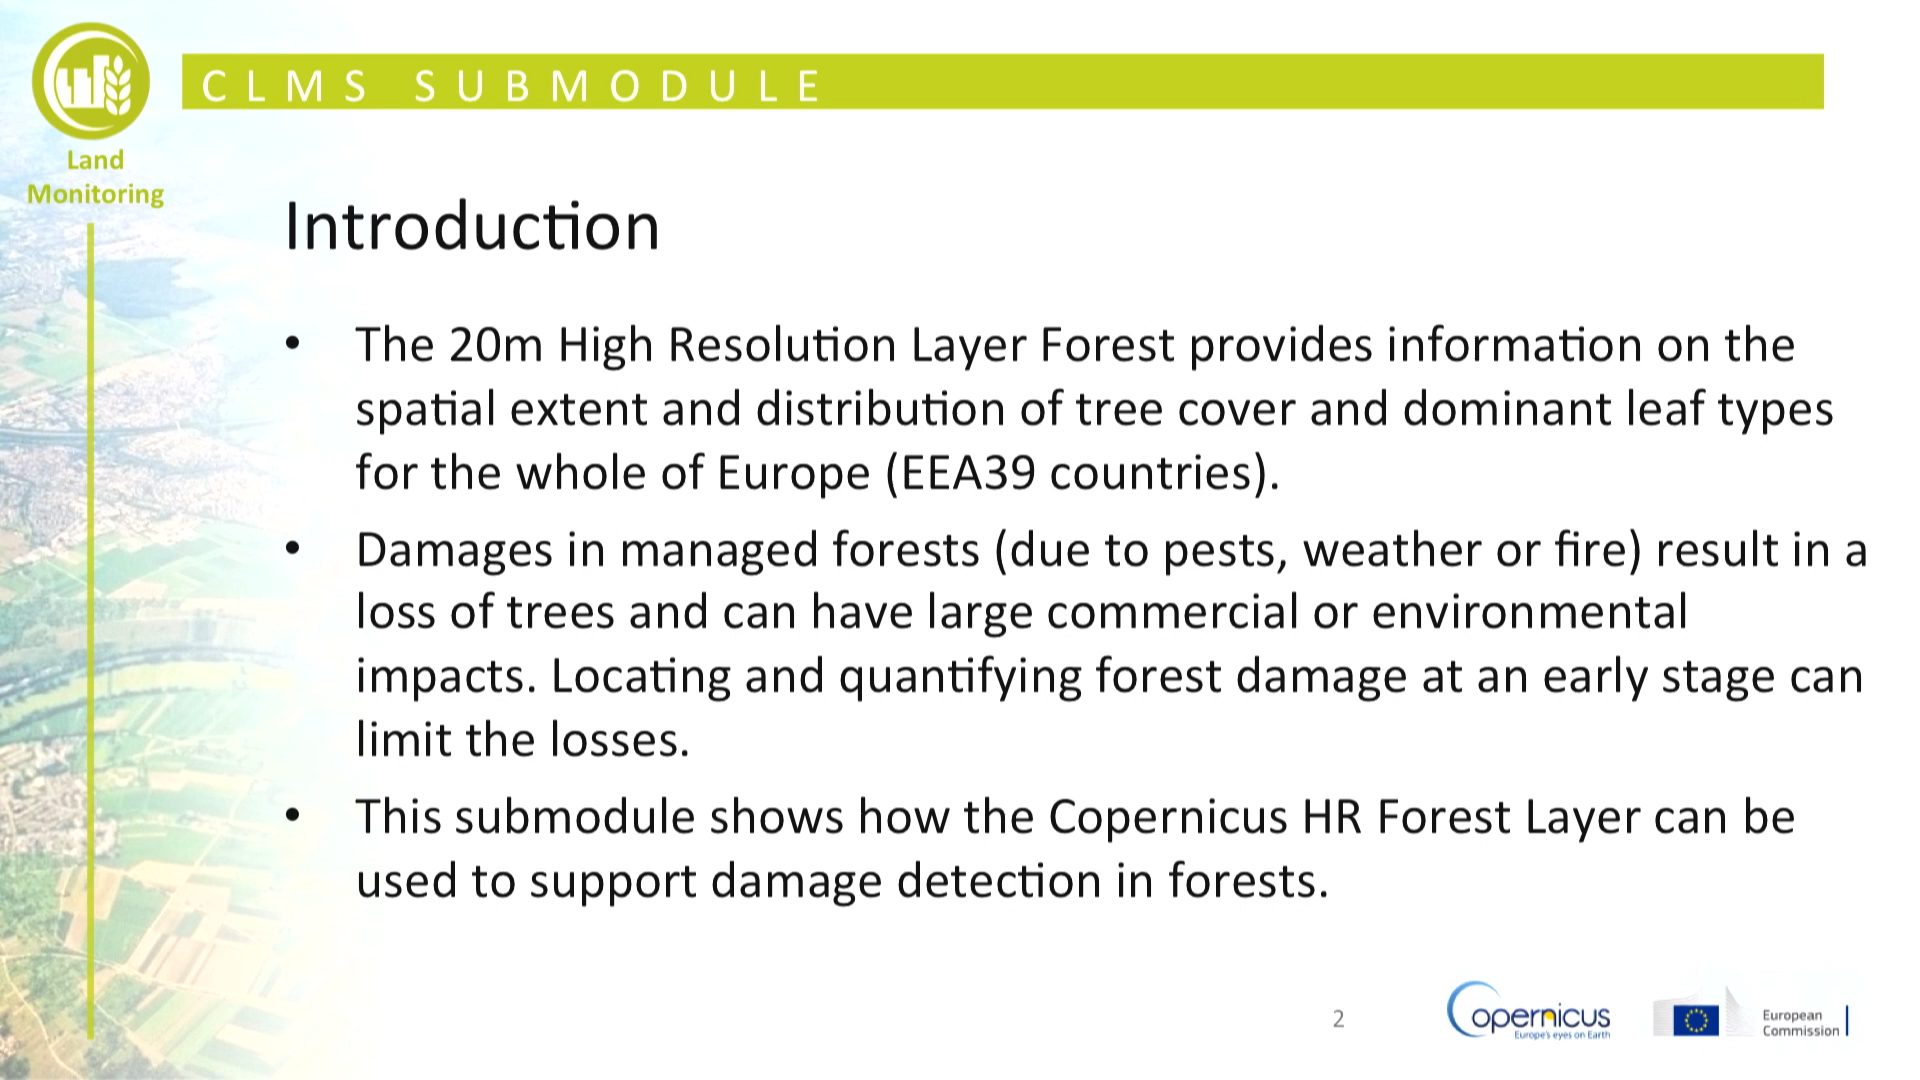 CLMS SUBMODULE
Land
Monitoring
Introduction
• The 20m High Resolution Layer Forest provides information on the
spatial extent and distribution of tree cover and dominant leaf types
for the whole of Europe (EEA39 countries).
• Damages in managed forests (due to pests, weather or fire) result in a
loss of trees and can have large commercial or environmental
impacts. Locating and quantifying forest damage at an early stage can
limit the losses.
• This submodule shows how the Copernicus HR Forest Layer can be
used to support damage detection in forests.
2
Copernicus
Europe's eyes on Earth
European
Commission